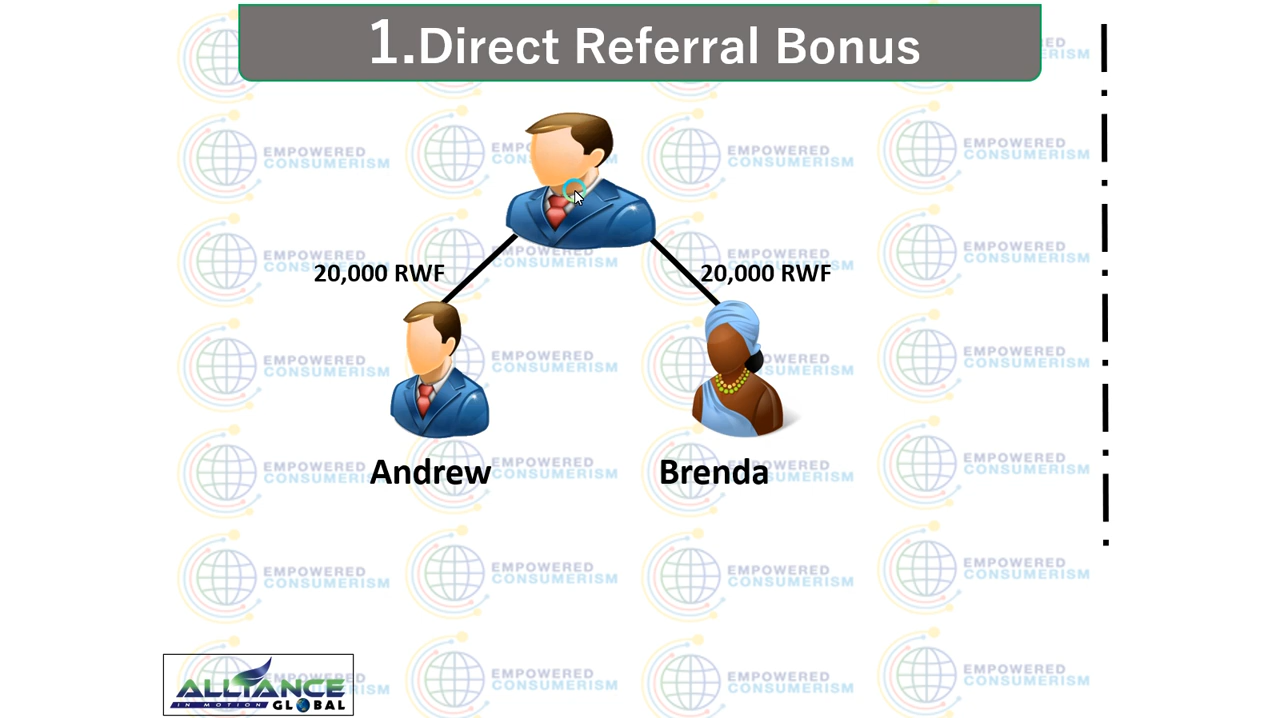 1.Direct Referral Bonus
20,000 RWF
20,000 RWF
Andrew
Brenda
EMPOWERED
CONSUMERISM
ALLIANCE
IN MOTION GLOBAL